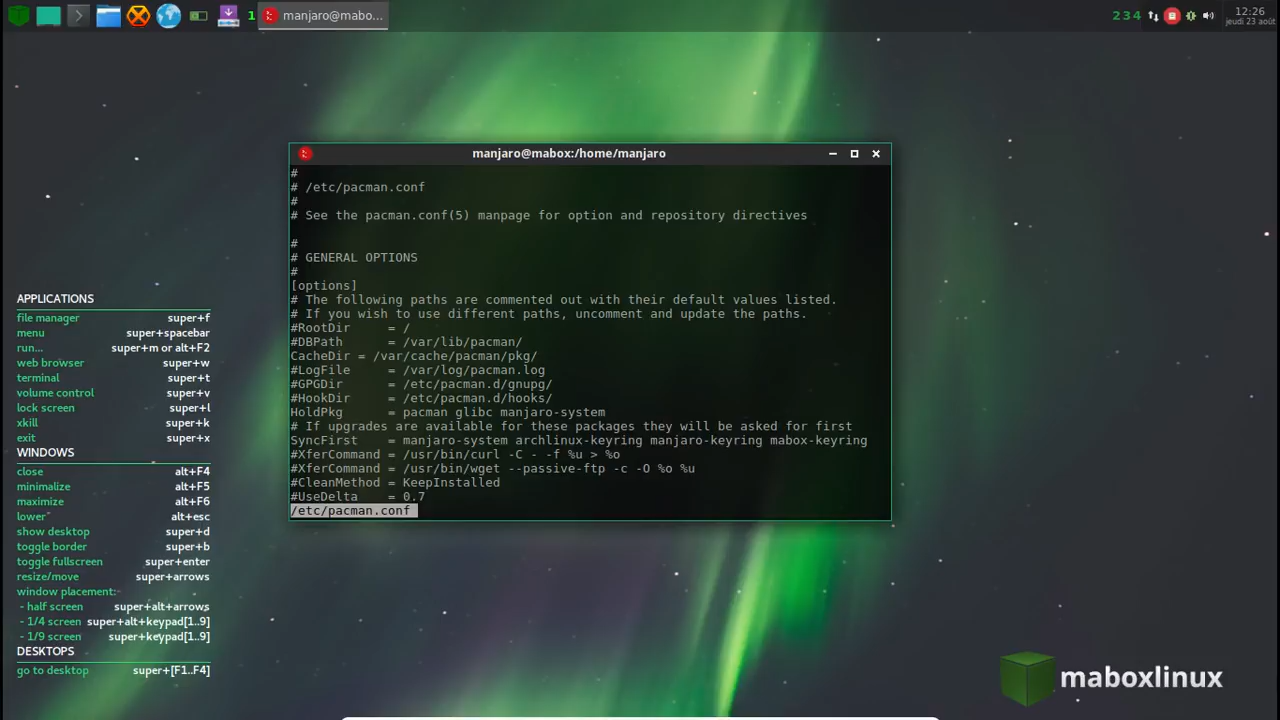 1
manjaro@mabo...
2 3 4
12:26
jeudi 23 août
manjaro@mabox:/home/manjaro
#
# /etc/pacman.conf
#
# See the pacman.conf(5) manpage for option and repository directives
#
# GENERAL OPTIONS
#
[options]
# The following paths are commented out with their default values listed.
# If you wish to use different paths, uncomment and update the paths.
#RootDir     = /
#DBPath      = /var/lib/pacman/
CacheDir = /var/cache/pacman/pkg/
#LogFile     = /var/log/pacman.log
#GPGDir      = /etc/pacman.d/gnupg/
#HookDir     = /etc/pacman.d/hooks/
HoldPkg      = pacman glibc manjaro-system
# If upgrades are available for these packages they will be asked for first
SyncFirst    = manjaro-system archlinux-keyring manjaro-keyring mabox-keyring
#XferCommand = /usr/bin/curl -C - -f %u > %o
#XferCommand = /usr/bin/wget --passive-ftp -c -O %o %u
#CleanMethod = KeepInstalled
#UseDelta    = 0.7
/etc/pacman.conf
APPLICATIONS
file manager super+f
menu super+spacebar
run... super+m or alt+F2
web browser super+w
terminal super+t
volume control super+v
lock screen super+l
xkill super+k
exit super+x
WINDOWS
close alt+F4
minimalize alt+F5
maximize alt+F6
lower alt+esc
show desktop super+d
toggle border super+b
toggle fullscreen super+enter
resize/move super+arrows
window placement:
- half screen super+alt+arrows
- 1/4 screen super+alt+keypad[1..9]
- 1/9 screen super+keypad[1..9]
DESKTOPS
go to desktop super+[F1..F4]
maboxlinux